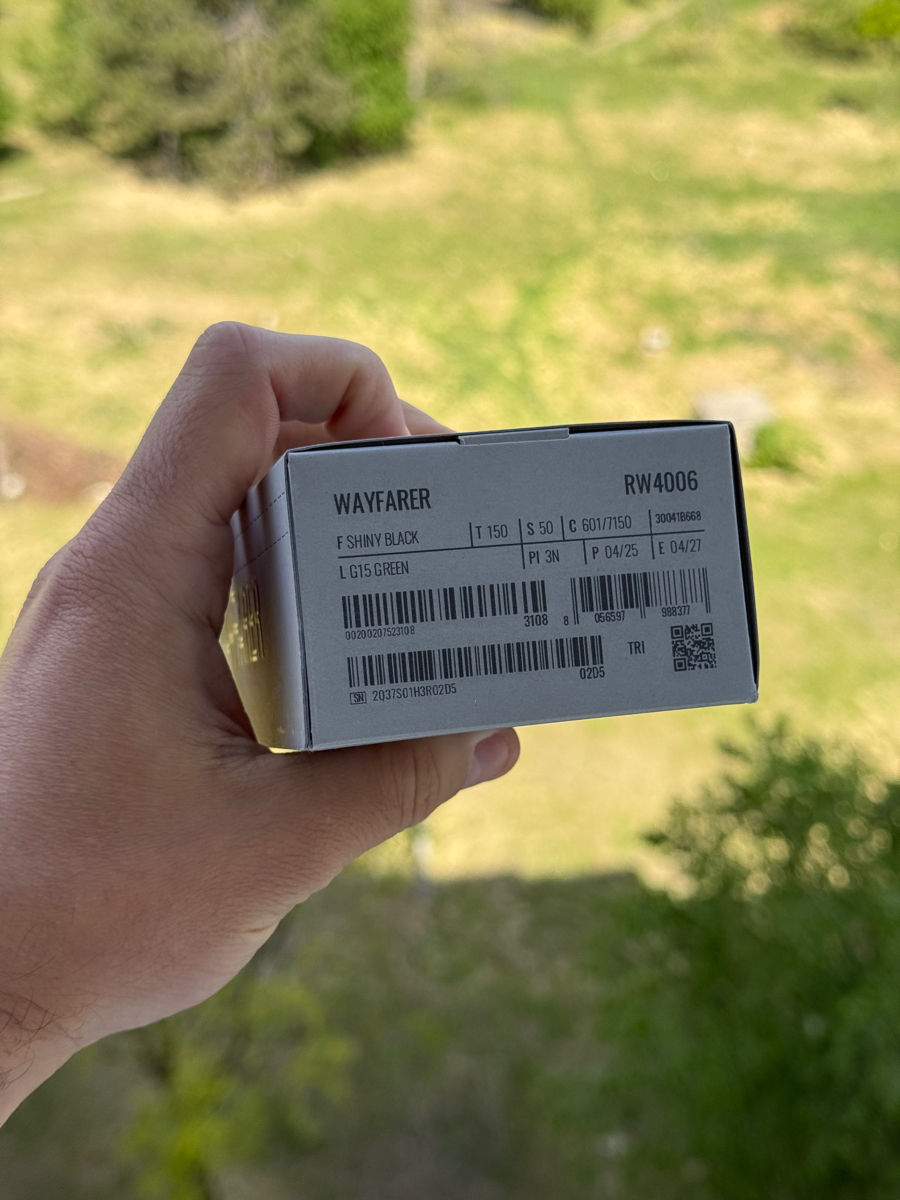 WAYFARER RW4006
F SHINY BLACK T 150 S 50 C 601/7150 30041B668
L G15 GREEN PI 3N P 04/25 E 04/27
00200207523108 3108 8 056597 988377
0205 TRI
SN 2Q37S01H3R02D5